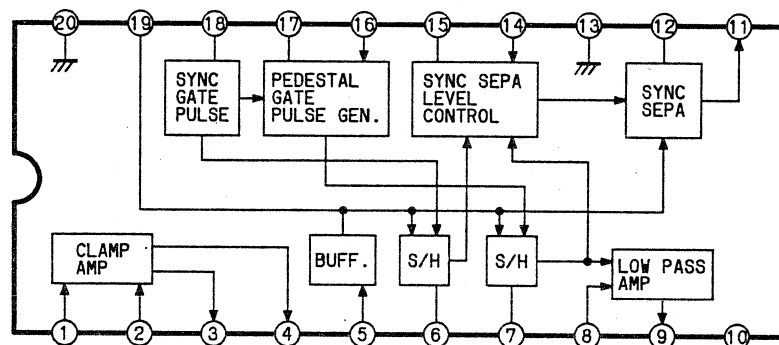 20 19 18 17 16 15 14 13 12 11
SYNC
GATE
PULSE
PEDESTAL
GATE
PULSE GEN.
SYNC SEPA
LEVEL
CONTROL
SYNC
SEPA
CLAMP
AMP
BUFF.
S/H
S/H
LOW PASS
AMP
1 2 3 4 5 6 7 8 9 10